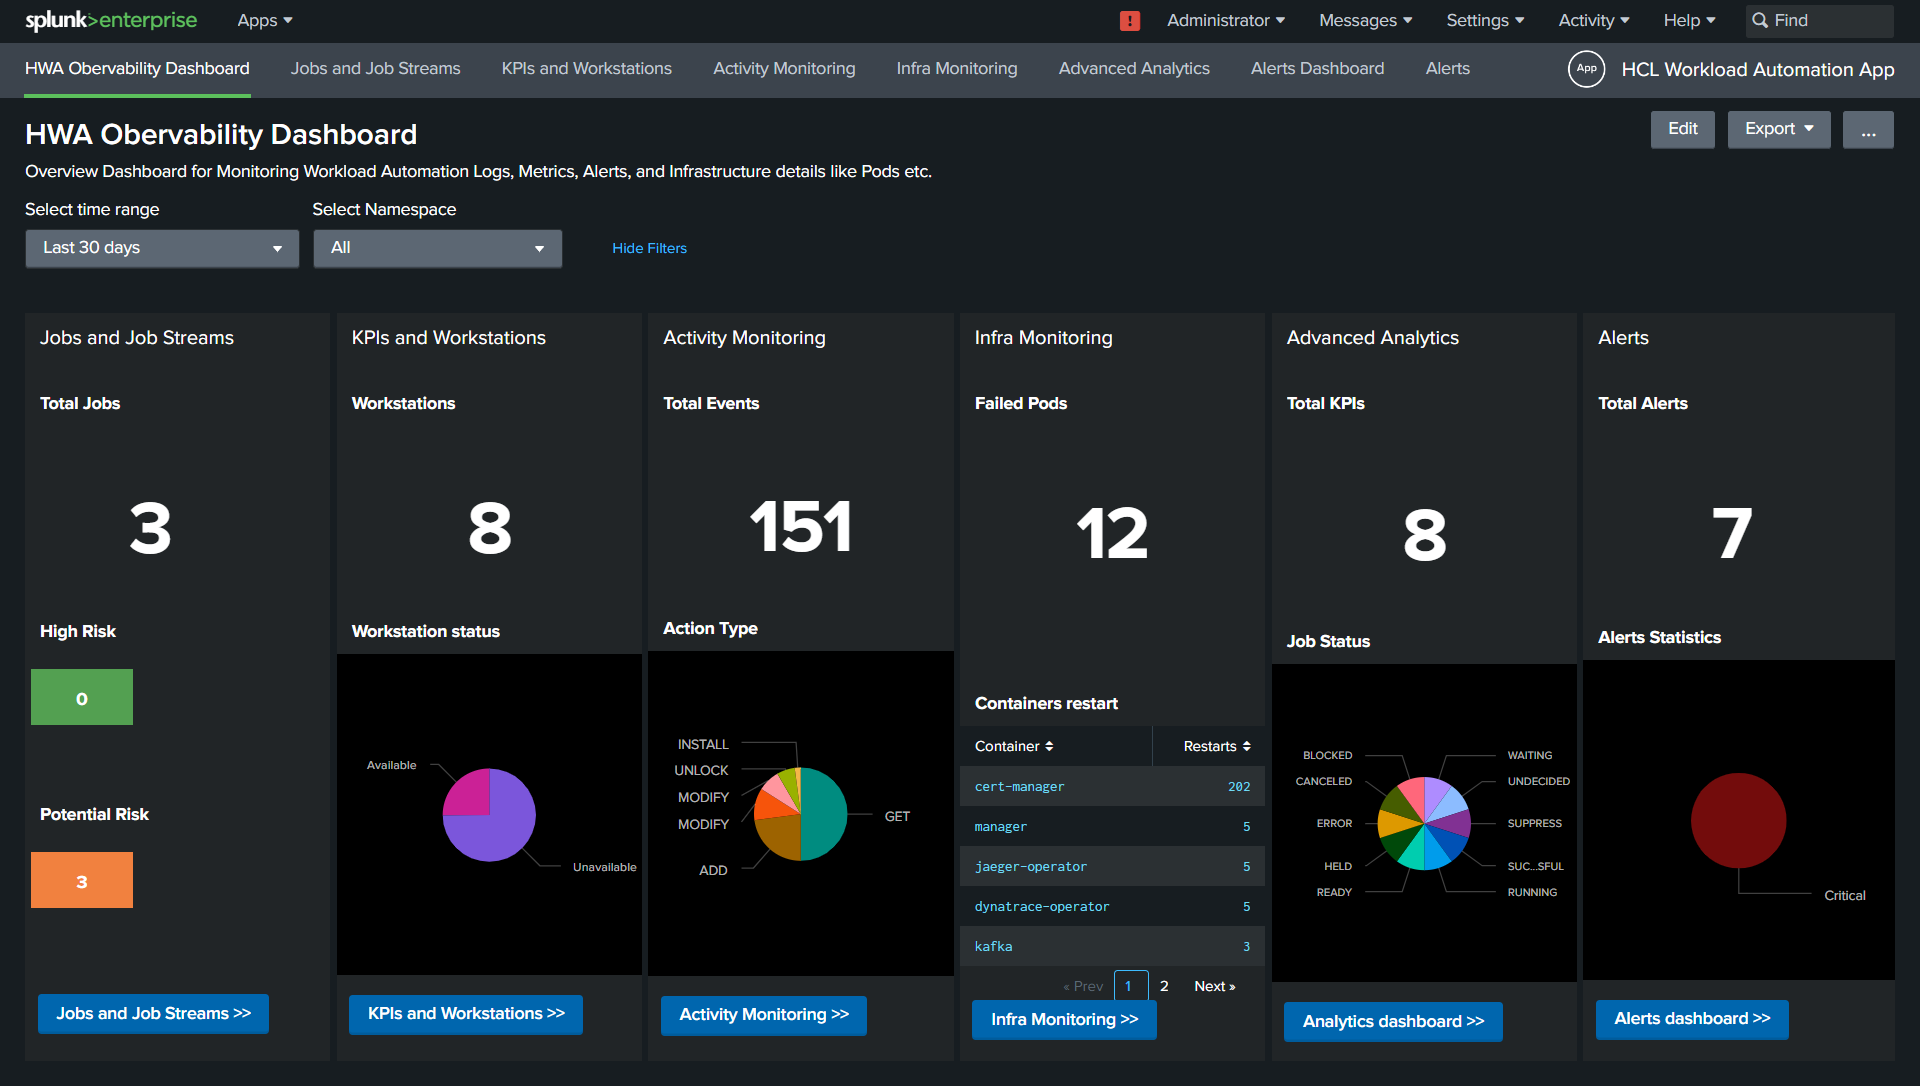 splunk>enterprise Apps Administrator Messages Settings Activity Help Find
HWA Obervability Dashboard Jobs and Job Streams KPIs and Workstations Activity Monitoring Infra Monitoring Advanced Analytics Alerts Dashboard Alerts App HCL Workload Automation App
HWA Obervability Dashboard
Edit Export ...
Overview Dashboard for Monitoring Workload Automation Logs, Metrics, Alerts, and Infrastructure details like Pods etc.
Select time range Select Namespace
Last 30 days All Hide Filters
Jobs and Job Streams
Total Jobs
3
High Risk
0
Potential Risk
3
Jobs and Job Streams >>
KPIs and Workstations
Workstations
8
Workstation status
Available
Unavailable
KPIs and Workstations >>
Activity Monitoring
Total Events
151
Action Type
INSTALL
UNLOCK
MODIFY
MODIFY
GET
ADD
Activity Monitoring >>
Infra Monitoring
Failed Pods
12
Containers restart
Container Restarts
cert-manager 202
manager 5
jaeger-operator 5
dynatrace-operator 5
kafka 3
« Prev 1 2 Next »
Infra Monitoring >>
Advanced Analytics
Total KPIs
8
Job Status
BLOCKED WAITING
CANCELED UNDECIDED
ERROR SUPPRESS
HELD SUC...SFUL
READY RUNNING
Analytics dashboard >>
Alerts
Total Alerts
7
Alerts Statistics
Critical
Alerts dashboard >>